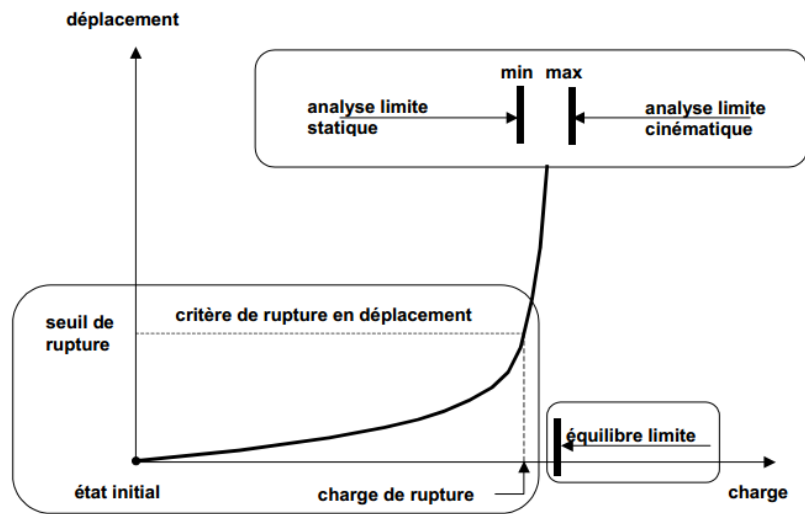 déplacement
min max
analyse limite
statique
analyse limite
cinématique
critère de rupture en déplacement
seuil de
rupture
équilibre limite
état initial
charge de rupture
charge